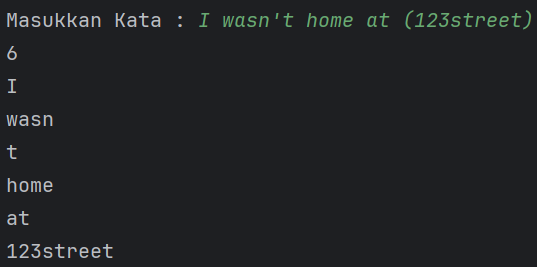 Masukkan Kata : I wasn't home at (123street)
6
I
wasn
t
home
at
123street